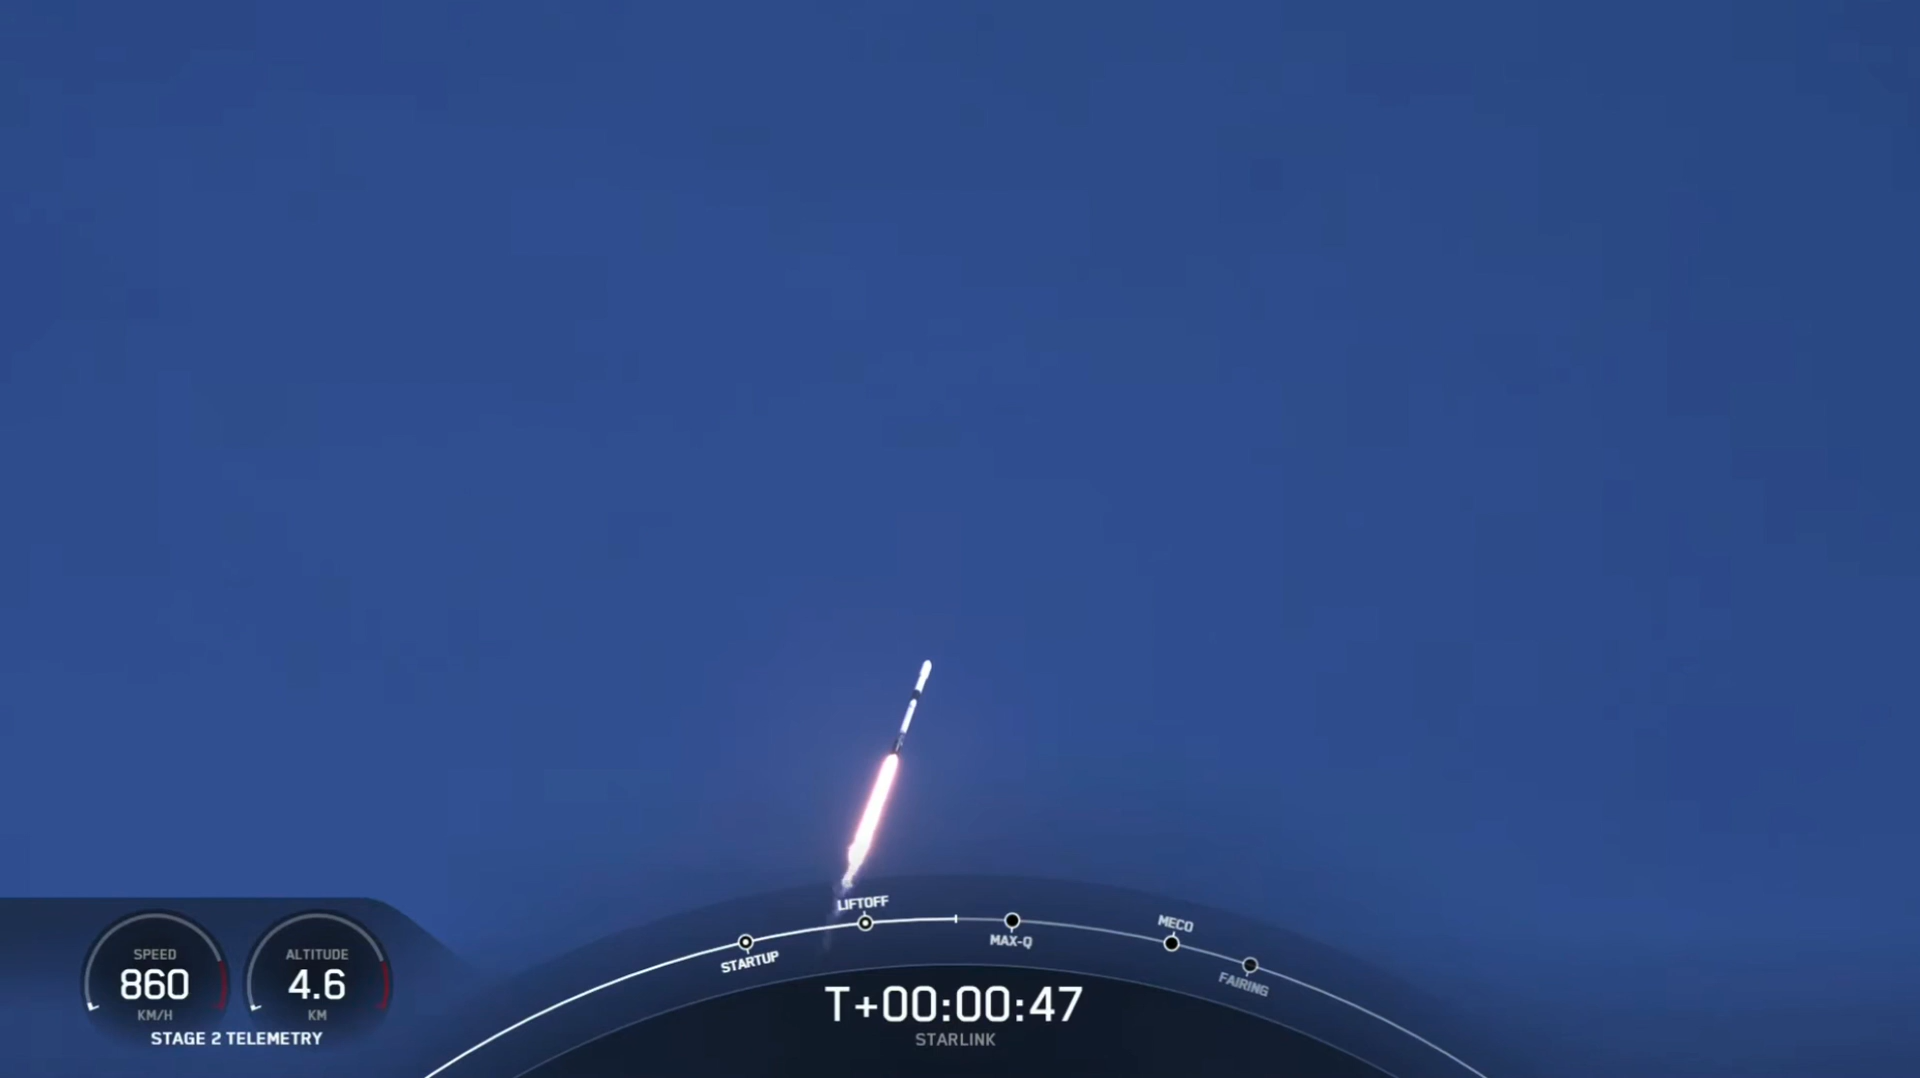 LIFTOFF
MECO
STARTUP
MAX-Q
FAIRING
SPEED
860
KM/H
ALTITUDE
4.6
KM
STAGE 2 TELEMETRY
T+00:00:47
STARLINK